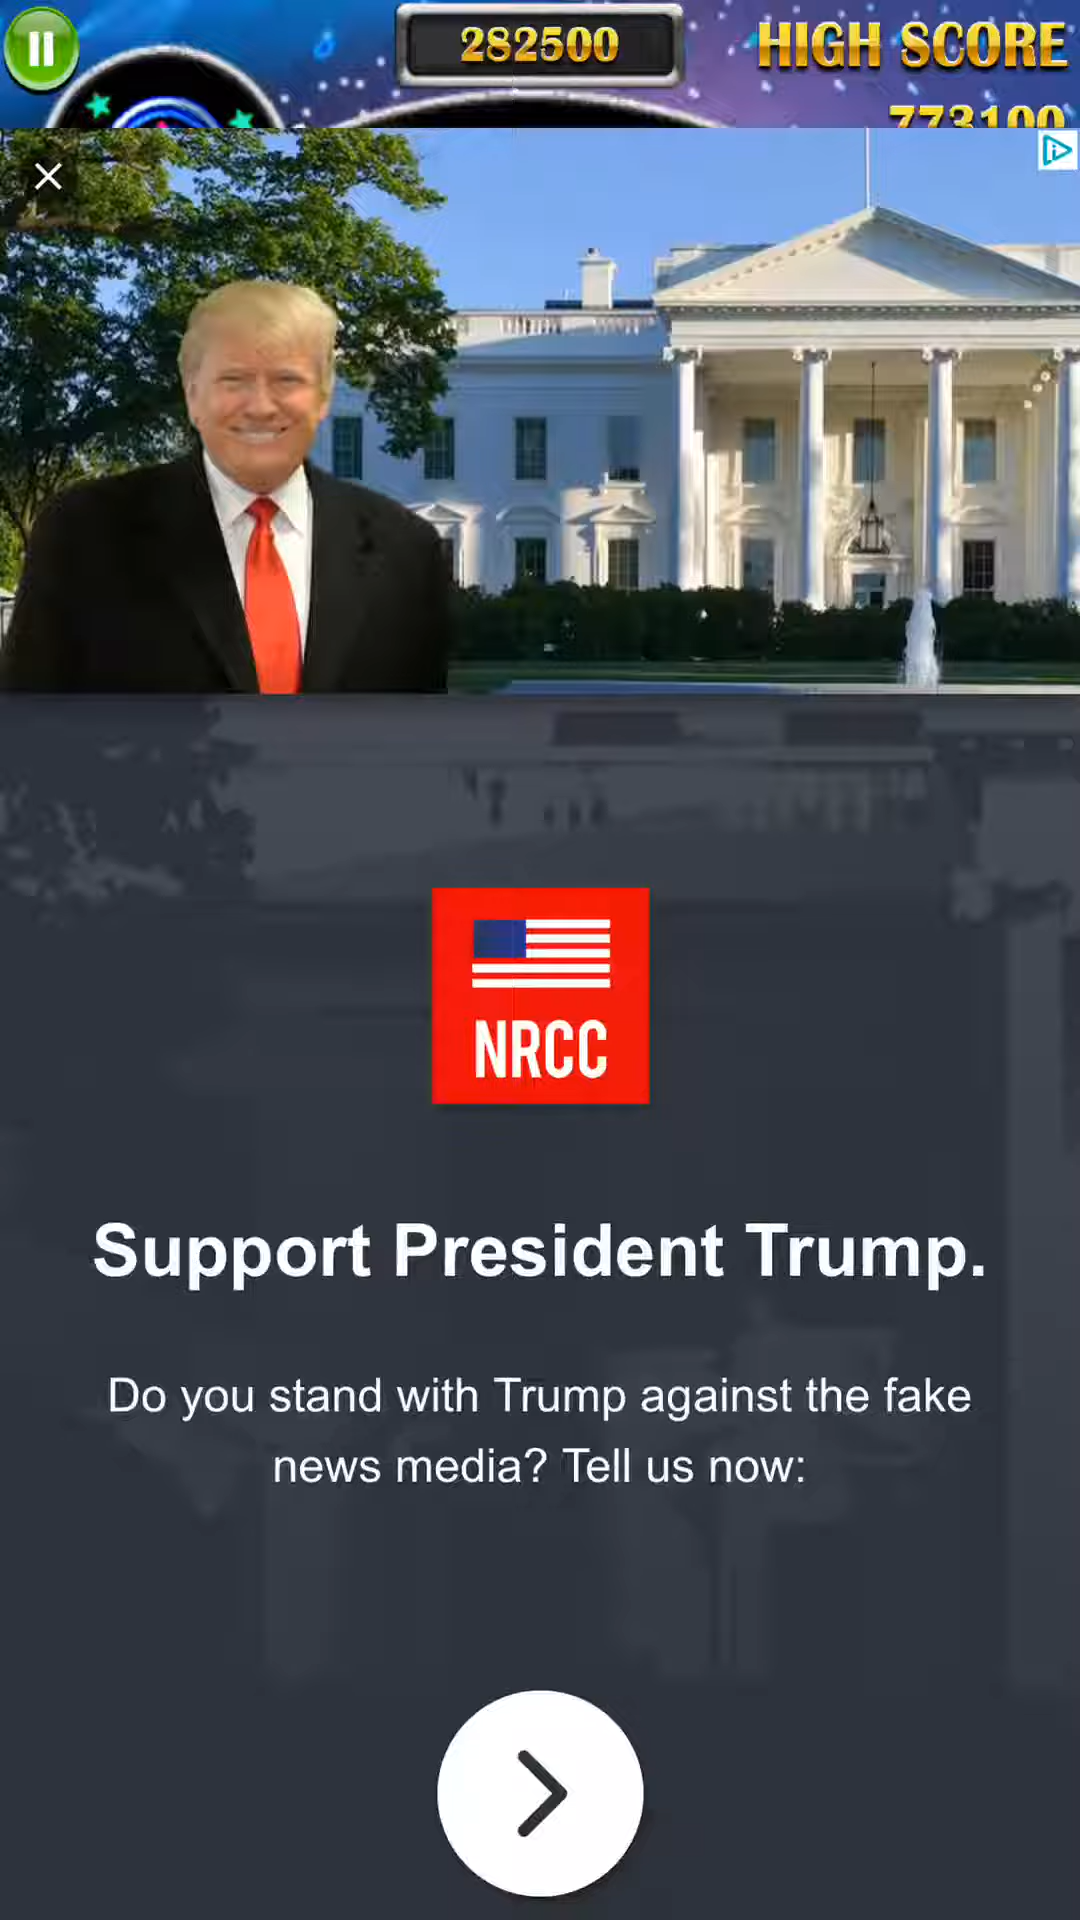 282500
HIGH SCORE
773100
NRCC
Support President Trump.
Do you stand with Trump against the fake
news media? Tell us now: